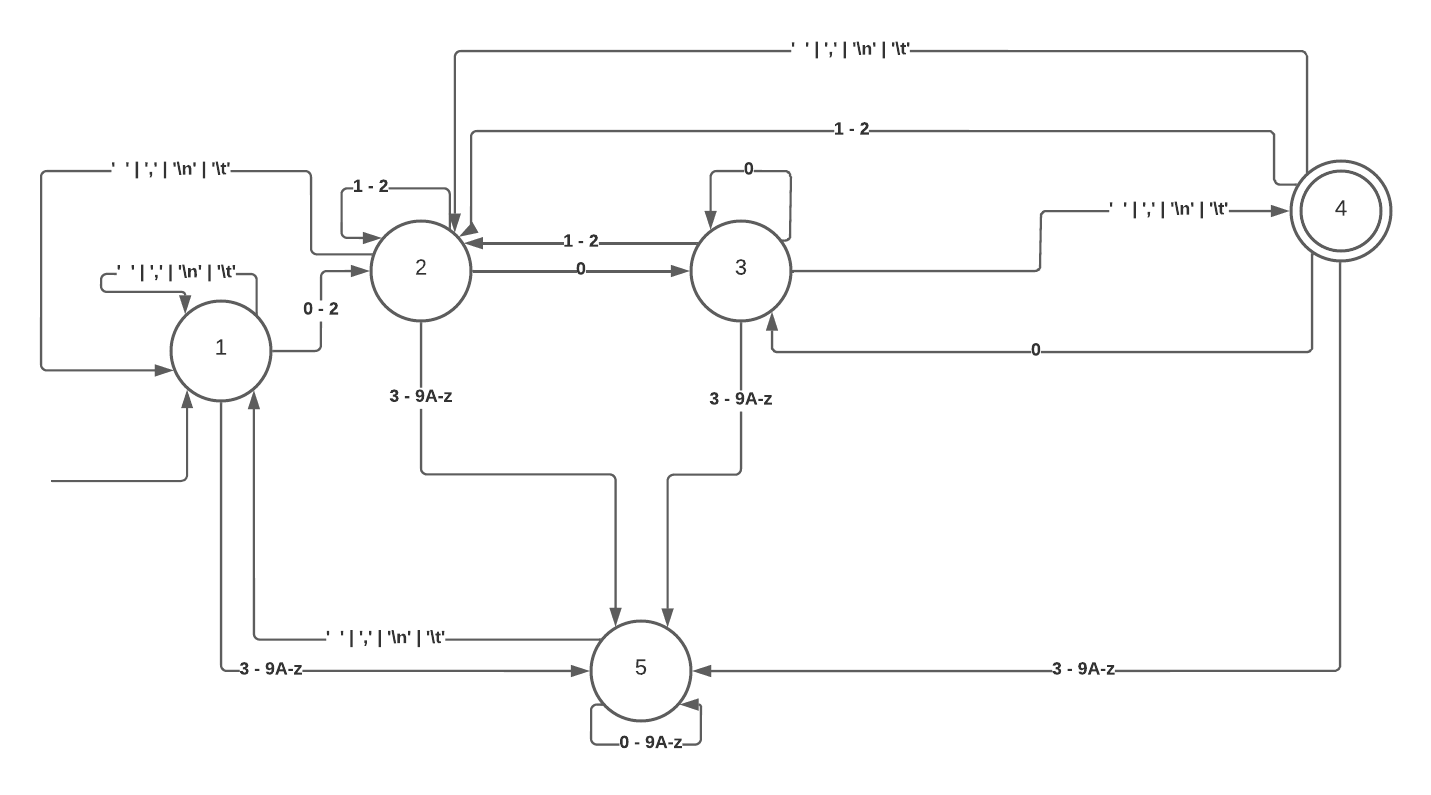 ' ' | ',' | '\n' | '\t'
1 - 2
' ' | ',' | '\n' | '\t'
0
1 - 2
' ' | ',' | '\n' | '\t'
4
1 - 2
2
3
0
' ' | ',' | '\n' | '\t'
0 - 2
1
0
3 - 9A-z
3 - 9A-z
' ' | ',' | '\n' | '\t'
5
3 - 9A-z
3 - 9A-z
0 - 9A-z